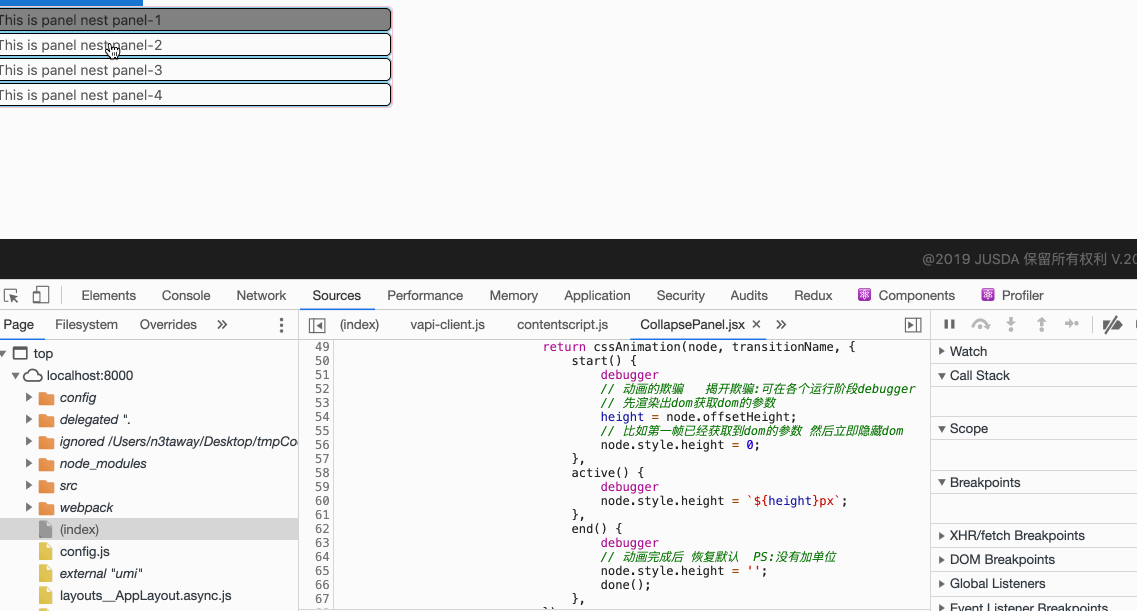 This is panel nest panel-1
This is panel nest panel-2
This is panel nest panel-3
This is panel nest panel-4
@2019 JUSDA 保留所有权利 V.20
Elements Console Network Sources Performance Memory Application Security Audits Redux Components Profiler
Page Filesystem Overrides » (index) vapi-client.js contentscript.js CollapsePanel.jsx × »
top
localhost:8000
config
delegated ".
ignored /Users/n3taway/Desktop/tmpCo
node_modules
src
webpack
(index)
config.js
external "umi"
layouts__AppLayout.async.js
49 return cssAnimation(node, transitionName, {
50 start() {
51 debugger
52 // 动画的欺骗 揭开欺骗:可在各个运行阶段debugger
53 // 先渲染出dom获取dom的参数
54 height = node.offsetHeight;
55 // 比如第一帧已经获取到dom的参数 然后立即隐藏dom
56 node.style.height = 0;
57 },
58 active() {
59 debugger
60 node.style.height = `${height}px`;
61 },
62 end() {
63 debugger
64 // 动画完成后 恢复默认 PS:没有加单位
65 node.style.height = '';
66 done();
67 },
Watch
Call Stack
Scope
Breakpoints
XHR/fetch Breakpoints
DOM Breakpoints
Global Listeners
Event Listener Breakpoints